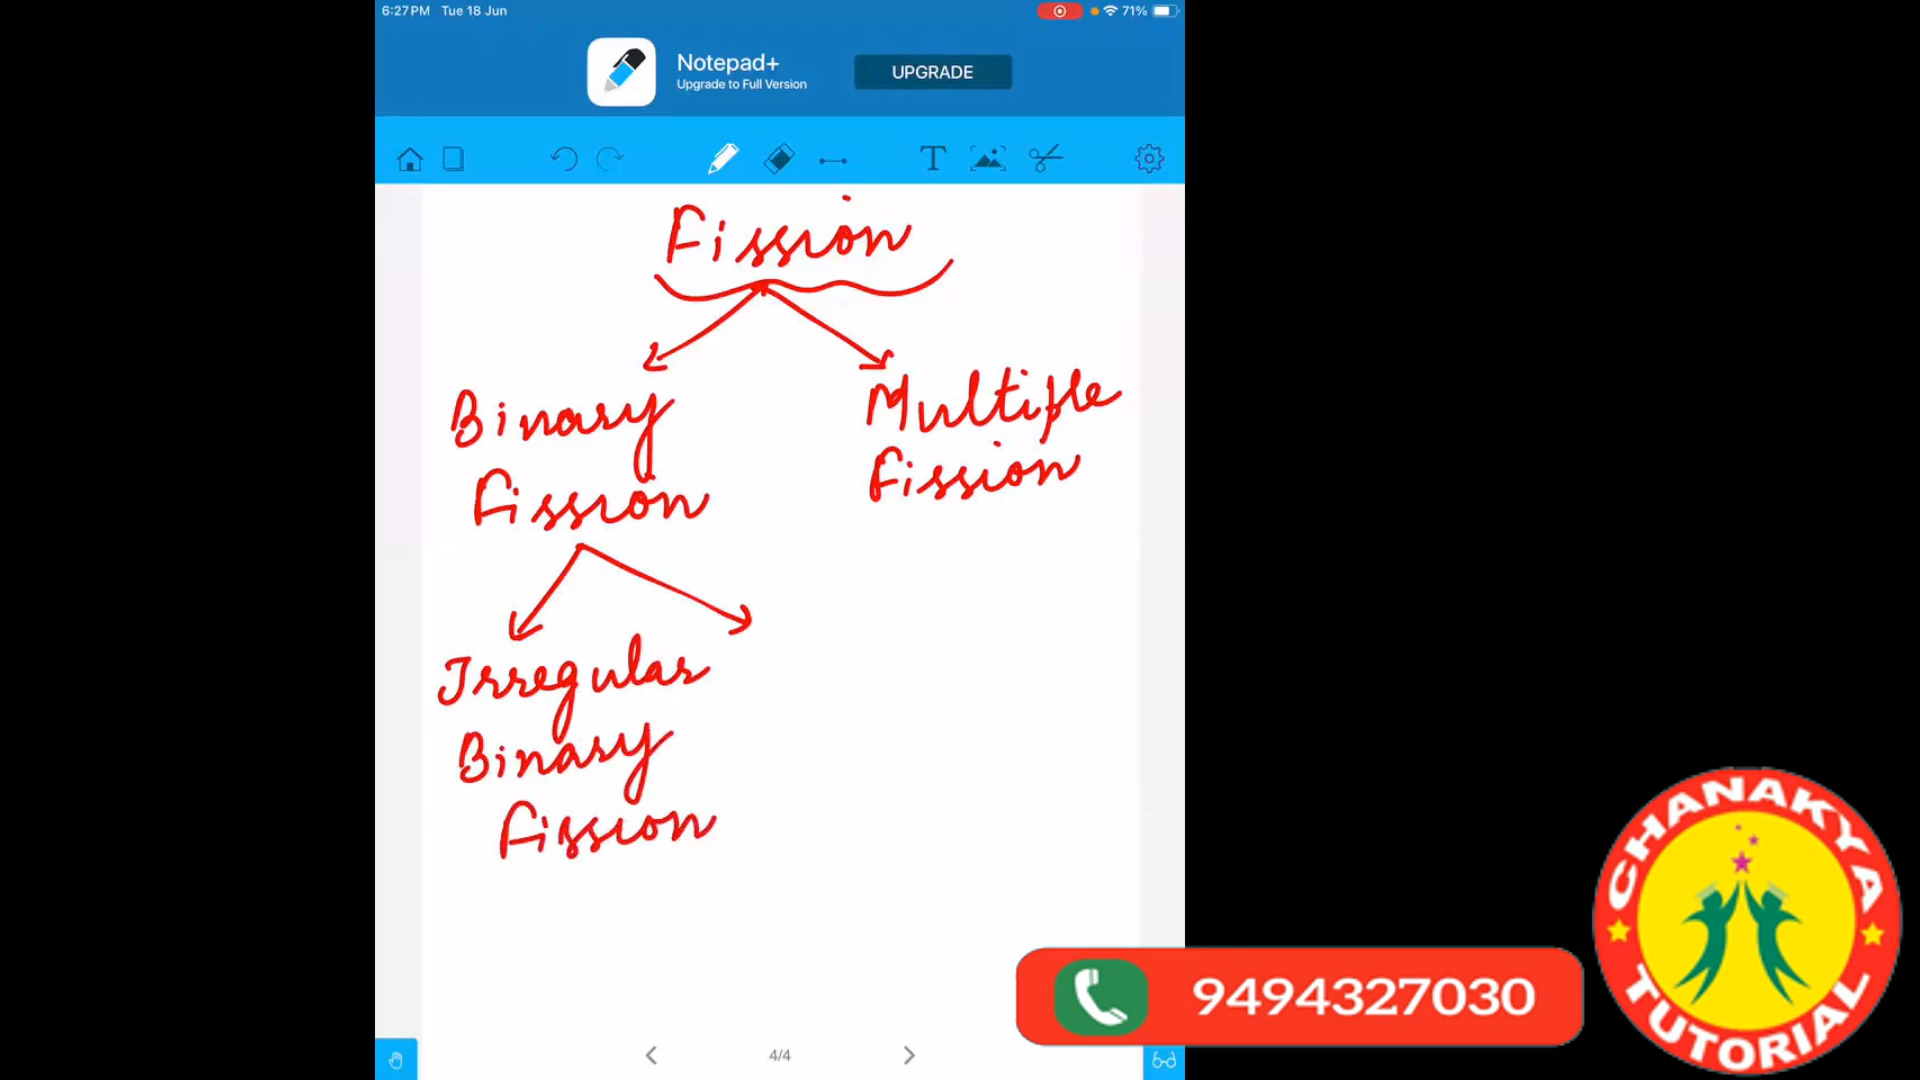 6:27 PM Tue 18 Jun
71%
Notepad+
Upgrade to Full Version
UPGRADE
T
Fission
Binary
Fission
Multiple
Fission
Irregular
Binary
Fission
4/4
9494327030
CHANAKYA
TUTORIAL